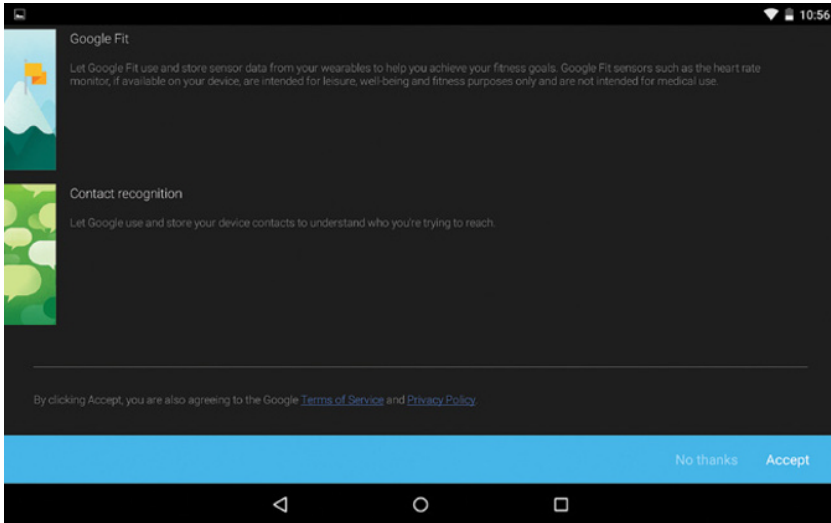 10:56
Google Fit
Let Google Fit use and store sensor data from your wearables to help you achieve your fitness goals. Google Fit sensors such as the heart rate
monitor, if available on your device, are intended for leisure, well-being and fitness purposes only and are not intended for medical use.
Contact recognition
Let Google use and store your device contacts to understand who you're trying to reach.
By clicking Accept, you are also agreeing to the Google Terms of Service and Privacy Policy.
No thanks Accept